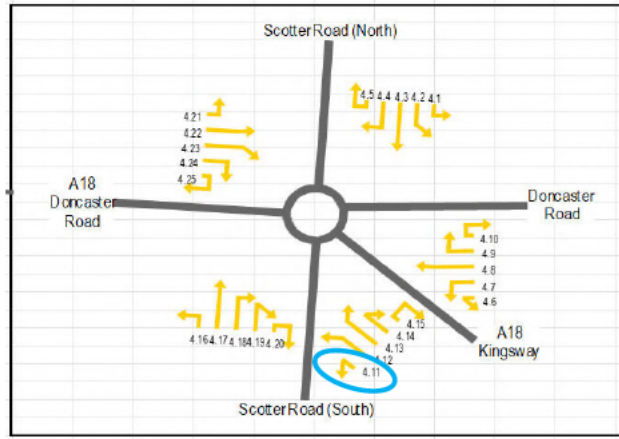 Scotter Road (North)
4.5 4.4 4.3 4.2 4.1
4.21
4.22
4.23
4.24
4.25
A18
Doncaster
Road
Doncaster
Road
4.10
4.9
4.8
4.7
4.6
4.15
4.14
4.13
4.12
4.11
4.16 4.17 4.18 4.19 4.20
A18
Kingsway
Scotter Road (South)